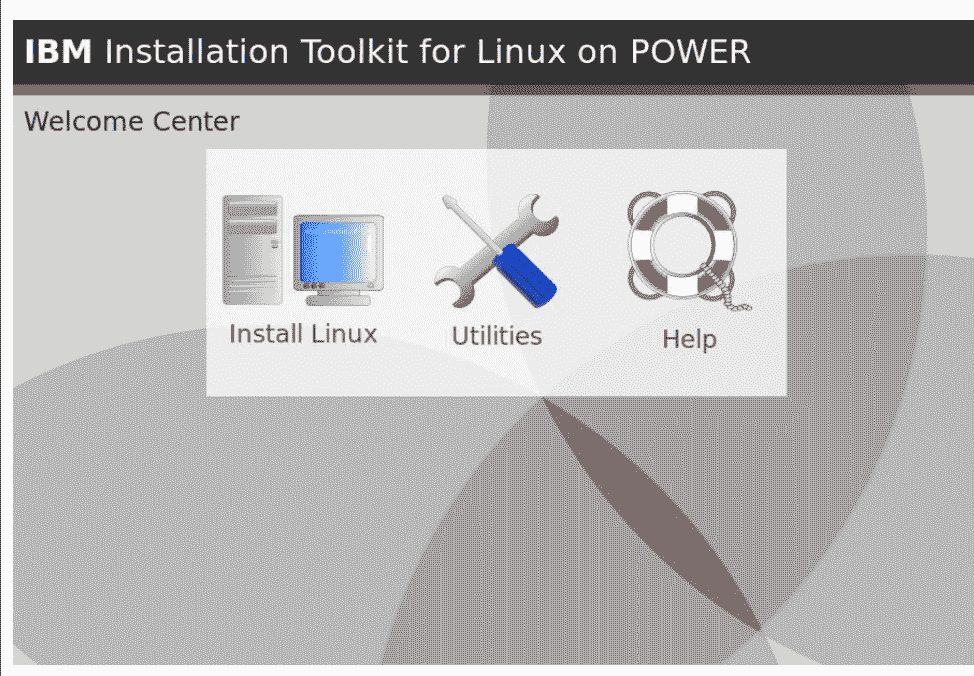 IBM Installation Toolkit for Linux on POWER
Welcome Center
Install Linux
Utilities
Help